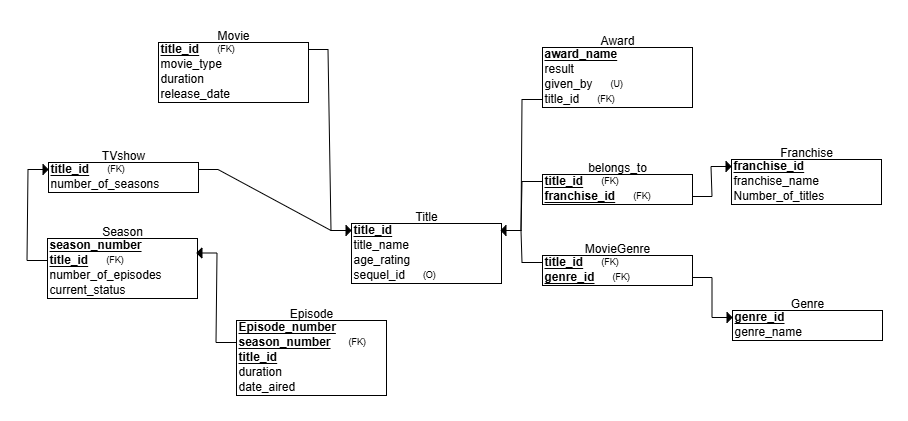 Movie
title_id (FK)
movie_type
duration
release_date
Award
award_name
result
given_by (U)
title_id (FK)
TVshow
title_id (FK)
number_of_seasons
belongs_to
title_id (FK)
franchise_id (FK)
Franchise
franchise_id
franchise_name
Number_of_titles
Title
title_id
title_name
age_rating
sequel_id (O)
Season
season_number
title_id (FK)
number_of_episodes
current_status
MovieGenre
title_id (FK)
genre_id (FK)
Episode
Episode_number
season_number (FK)
title_id
duration
date_aired
Genre
genre_id
genre_name